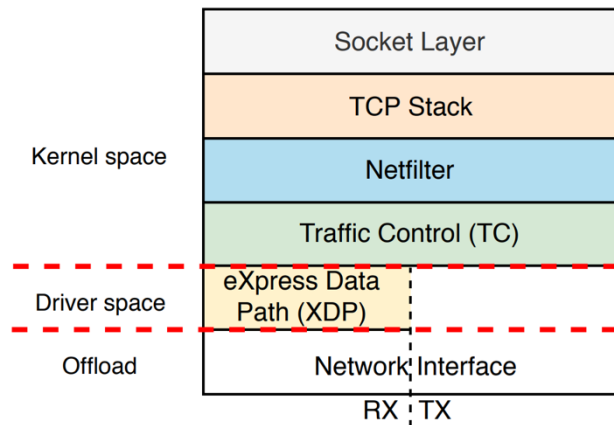 Socket Layer
TCP Stack
Kernel space
Netfilter
Traffic Control (TC)
eXpress Data
Path (XDP)
Driver space
Offload
Network Interface
RX TX